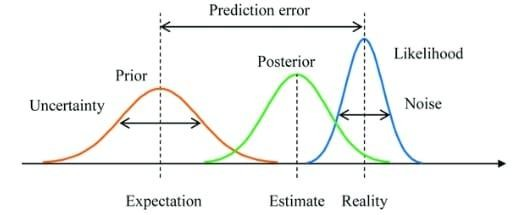 Prediction error
Likelihood
Posterior
Prior
Uncertainty
Noise
Expectation
Estimate
Reality